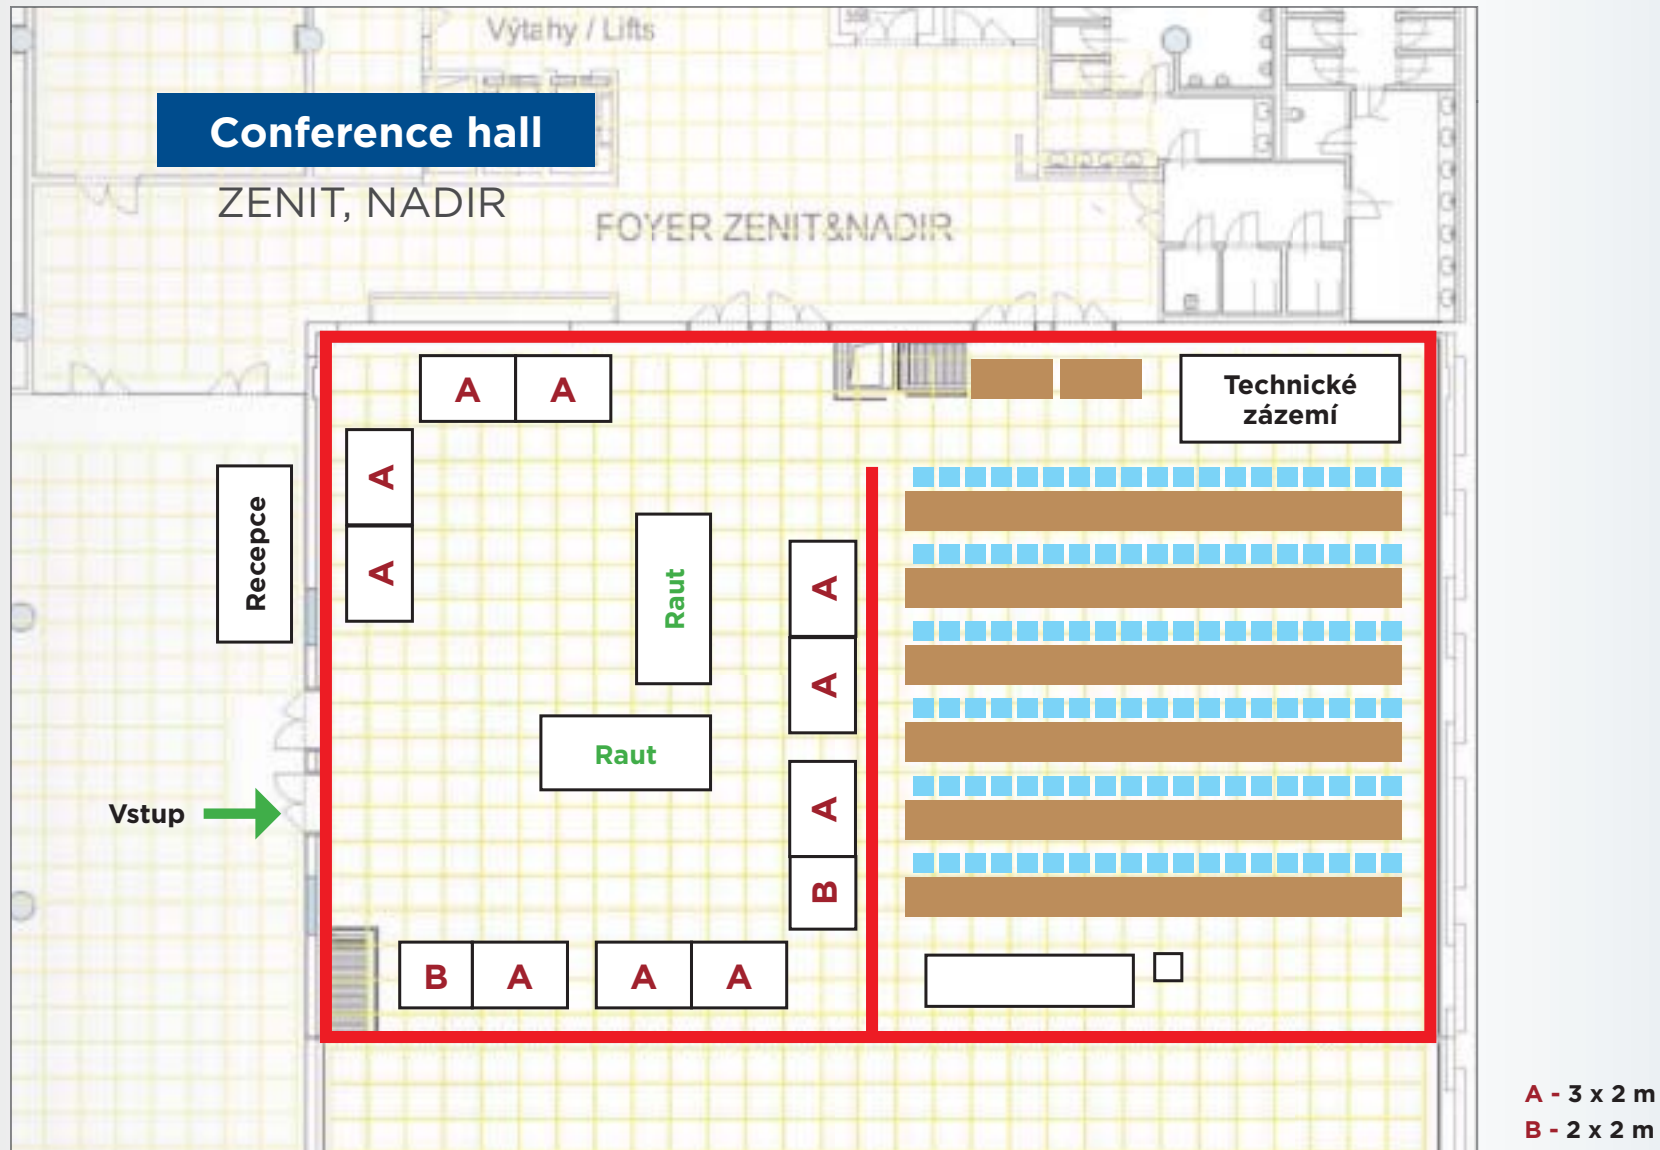 Výtahy / Lifts
Conference hall
ZENIT, NADIR
FOYER ZENIT&NADIR
A A
Technické
zázemí
A
A
Recepce
Raut
A
A
Raut
Vstup
A
B
B A A A
A - 3 x 2 m
B - 2 x 2 m